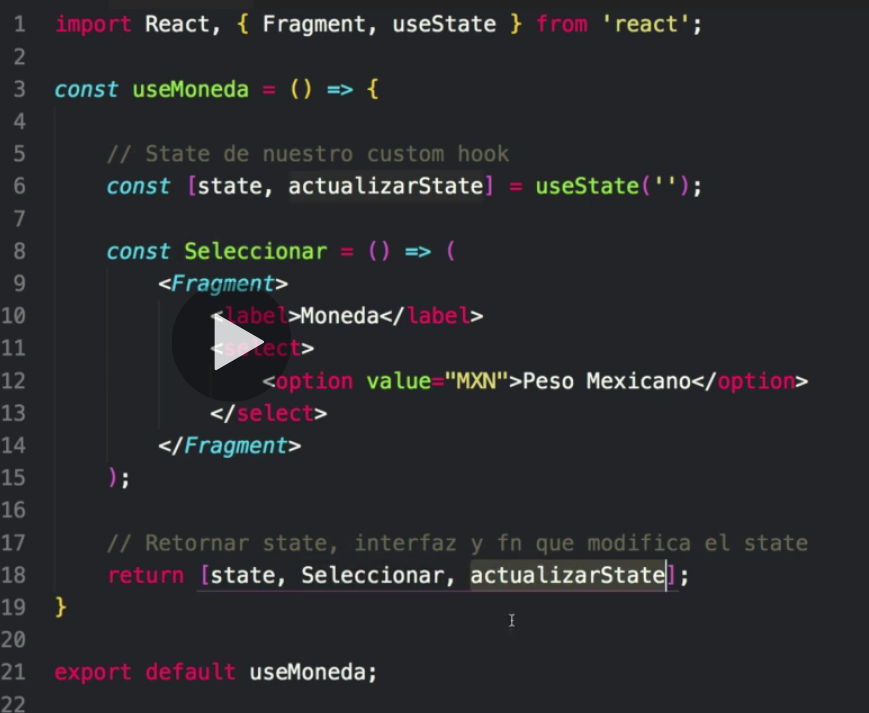 1 import React, { Fragment, useState } from 'react';
2
3 const useMoneda = () => {
4
5 // State de nuestro custom hook
6 const [state, actualizarState] = useState('');
7
8 const Seleccionar = () => (
9 <Fragment>
10 <label>Moneda</label>
11 <select>
12 <option value="MXN">Peso Mexicano</option>
13 </select>
14 </Fragment>
15 );
16
17 // Retornar state, interfaz y fn que modifica el state
18 return [state, Seleccionar, actualizarState];
19 }
20
21 export default useMoneda;
22